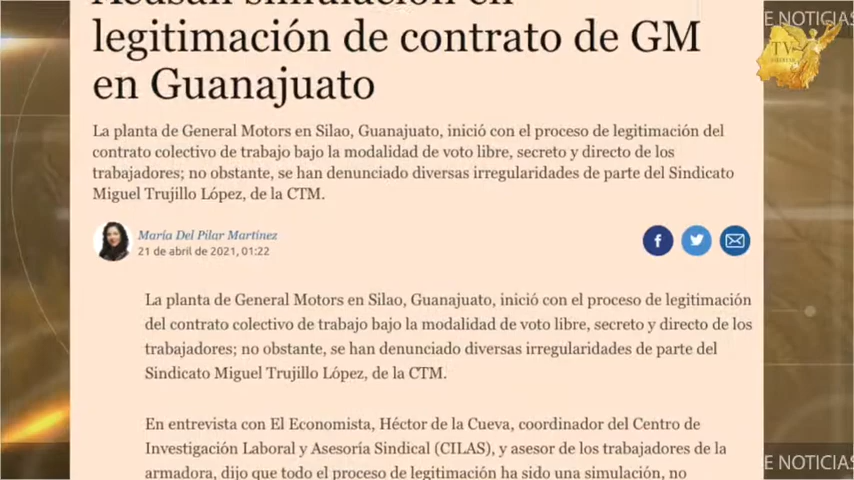 legitimación de contrato de GM
en Guanajuato
La planta de General Motors en Silao, Guanajuato, inició con el proceso de legitimación del
contrato colectivo de trabajo bajo la modalidad de voto libre, secreto y directo de los
trabajadores; no obstante, se han denunciado diversas irregularidades de parte del Sindicato
Miguel Trujillo López, de la CTM.
María Del Pilar Martínez
21 de abril de 2021, 01:22
La planta de General Motors en Silao, Guanajuato, inició con el proceso de legitimación
del contrato colectivo de trabajo bajo la modalidad de voto libre, secreto y directo de los
trabajadores; no obstante, se han denunciado diversas irregularidades de parte del
Sindicato Miguel Trujillo López, de la CTM.
En entrevista con El Economista, Héctor de la Cueva, coordinador del Centro de
Investigación Laboral y Asesoría Sindical (CILAS), y asesor de los trabajadores de la
armadora, dijo que todo el proceso de legitimación ha sido una simulación, no
E NOTICIAS
TV
E NOTICIAS